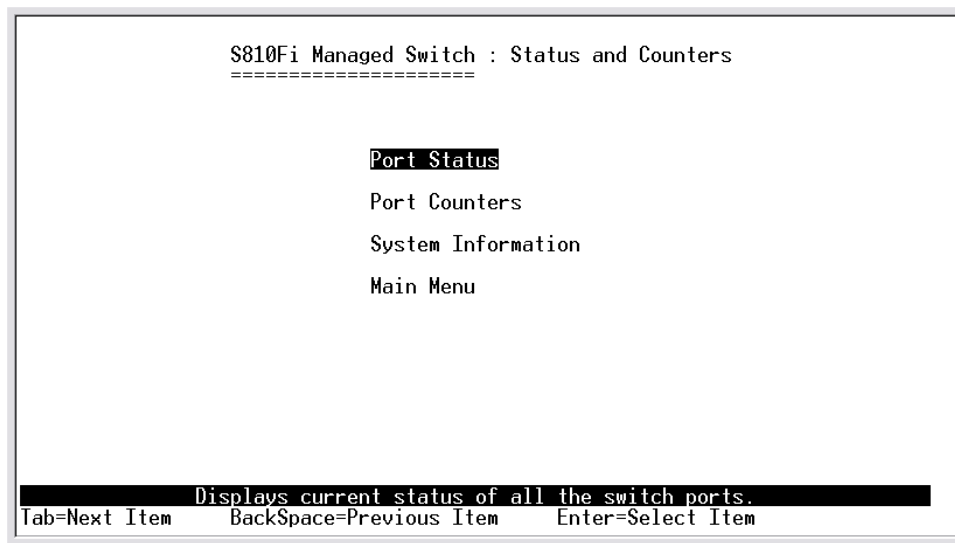 S810Fi Managed Switch : Status and Counters
=====================
Port Status
Port Counters
System Information
Main Menu
Displays current status of all the switch ports.
Tab=Next Item BackSpace=Previous Item Enter=Select Item